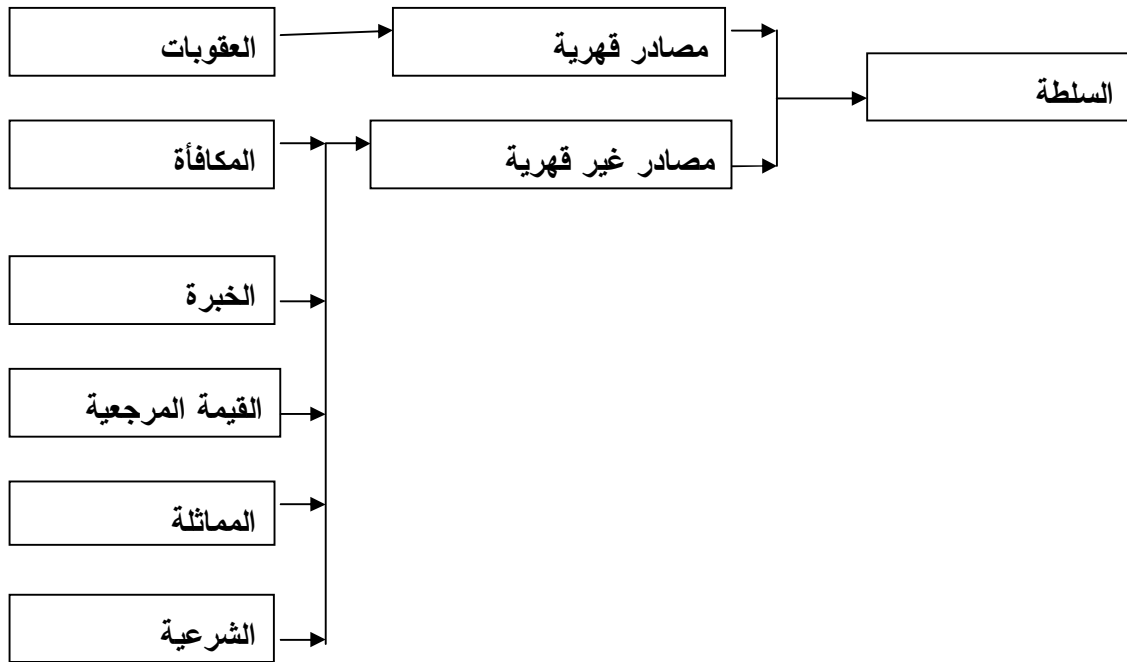 العقوبات
مصادر قهرية
السلطة
المكافأة
مصادر غير قهرية
الخبرة
القيمة المرجعية
المماثلة
الشرعية